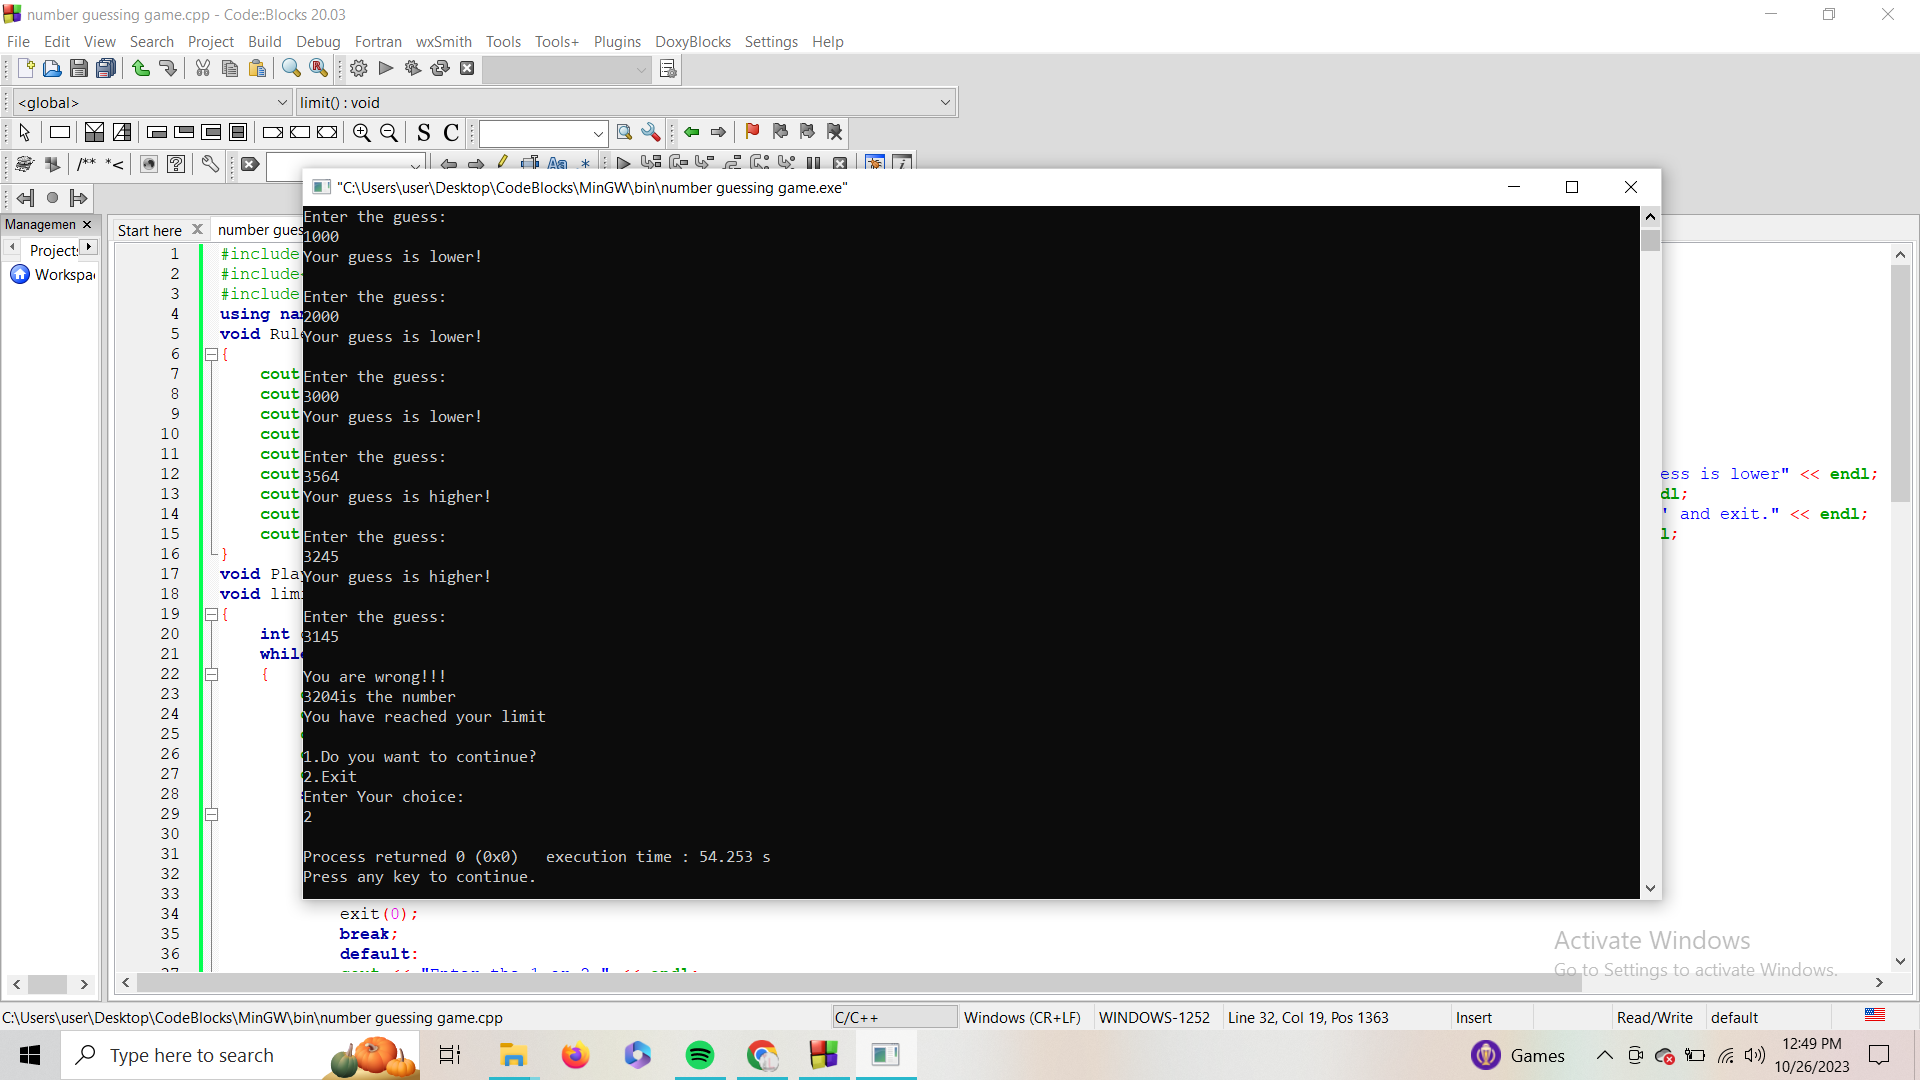 number guessing game.cpp - Code::Blocks 20.03
File Edit View Search Project Build Debug Fortran wxSmith Tools Tools+ Plugins DoxyBlocks Settings Help
<global> limit() : void
S C
/** *<
"C:\Users\user\Desktop\CodeBlocks\MinGW\bin\number guessing game.exe"
Managemen
Projects
Workspa
Start here
number gues
1 #include
2 #include
3 #include
4 using na
5 void Rul
6 {
7 cout
8 cout
9 cout
10 cout
11 cout
12 cout
13 cout
14 cout
15 cout
16 }
17 void Pla
18 void lim
19 {
20 int
21 whil
22 {
23
24
25
26
27
28
29
30
31
32
33
34 exit(0);
35 break;
36 default:
Enter the guess:
1000
Your guess is lower!
Enter the guess:
2000
Your guess is lower!
Enter the guess:
3000
Your guess is lower!
Enter the guess:
3564
Your guess is higher!
Enter the guess:
3245
Your guess is higher!
Enter the guess:
3145
You are wrong!!!
3204is the number
You have reached your limit
1.Do you want to continue?
2.Exit
Enter Your choice:
2
Process returned 0 (0x0)   execution time : 54.253 s
Press any key to continue.
ess is lower" << endl;
dl;
' and exit." << endl;
l;
Activate Windows
Go to Settings to activate Windows.
C:\Users\user\Desktop\CodeBlocks\MinGW\bin\number guessing game.cpp C/C++ Windows (CR+LF) WINDOWS-1252 Line 32, Col 19, Pos 1363 Insert Read/Write default
Type here to search
Games
12:49 PM
10/26/2023